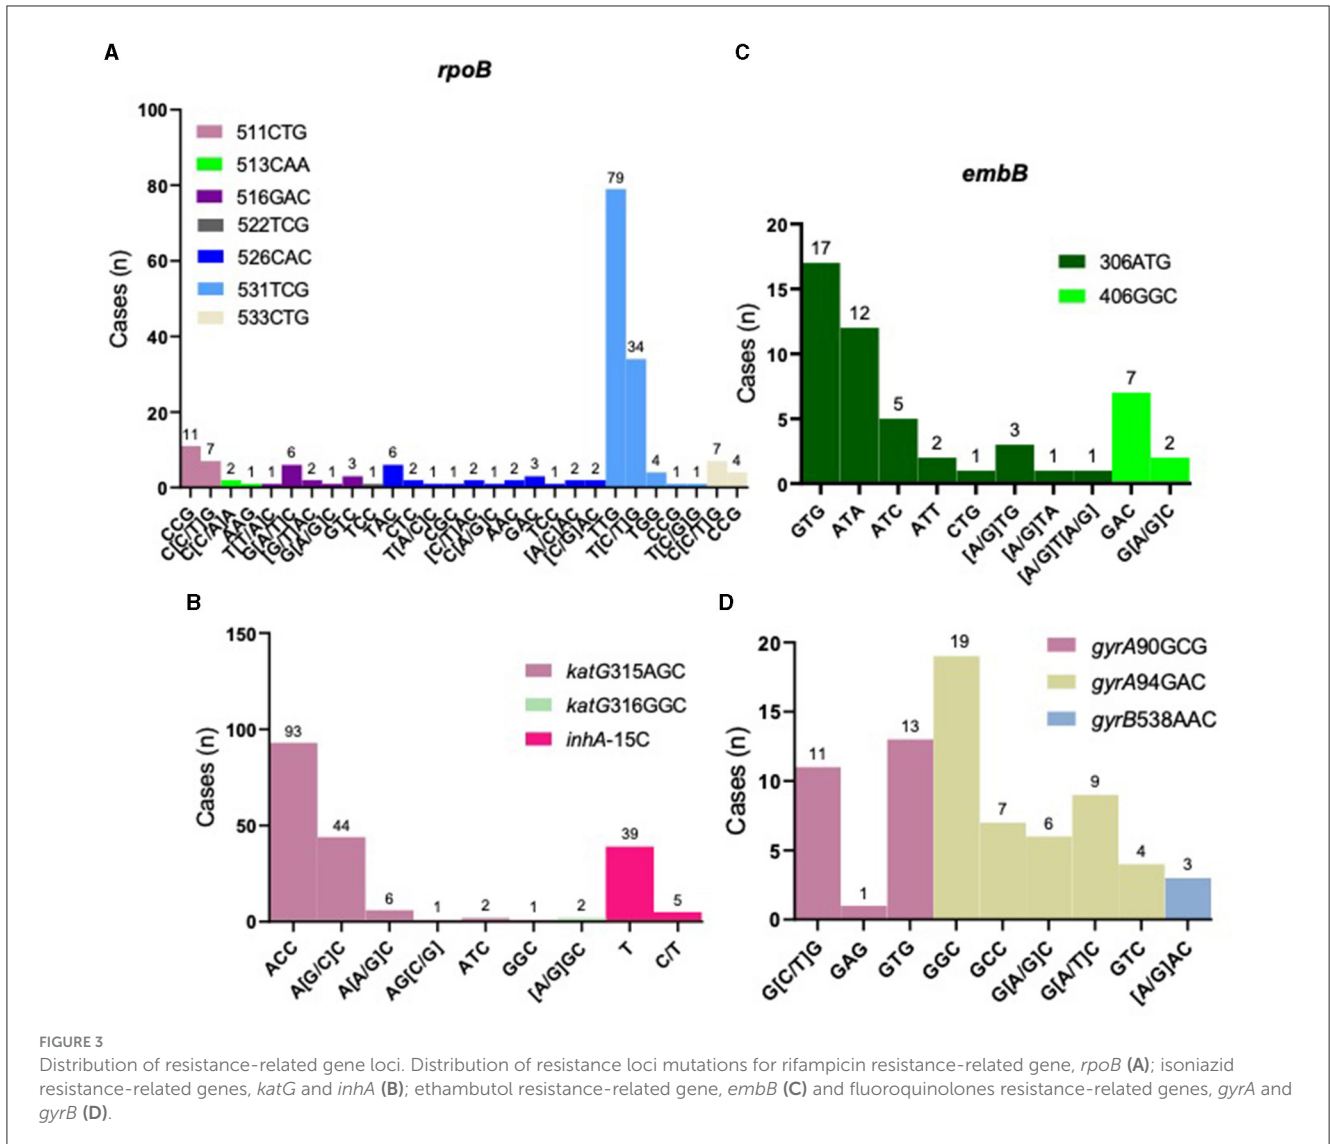 A
rpoB
Cases (n)
100
80
60
40
20
0
511CTG
513CAA
516GAC
522TCG
526CAC
531TCG
533CTG
11 7 2 1 1 6 2 1 3 1 6 2 1 1 2 1 2 3 1 2 2 79 34 4 1 1 7 4
CCG C[C/T]G C[C/A]A AAG T[T/A]C G[A/T]C [G/T]AC G[A/G]C GTC TCC TAC CTC T[A/C]C CGC [C/T]AC C[A/G]C AAC GAC TCC [A/C]AC [C/G]AC TTG T[C/T]G TGG CCG T[C/G]G C[C/T]G CCG
C
embB
Cases (n)
20
15
10
5
0
306ATG
406GGC
17 12 5 2 1 3 1 1 7 2
GTG ATA ATC ATT CTG [A/G]TG [A/G]TA [A/G]T[A/G] GAC G[A/G]C
B
Cases (n)
150
100
50
0
katG315AGC
katG316GGC
inhA-15C
93 44 6 1 2 1 2 39 5
ACC A[G/C]C A[A/G]C AG[C/G] ATC GGC [A/G]GC T C/T
D
Cases (n)
20
15
10
5
0
gyrA90GCG
gyrA94GAC
gyrB538AAC
11 1 13 19 7 6 9 4 3
G[C/T]G GAG GTG GGC GCC G[A/G]C G[A/T]C GTC [A/G]AC
FIGURE 3
Distribution of resistance-related gene loci. Distribution of resistance loci mutations for rifampicin resistance-related gene, rpoB (A); isoniazid
resistance-related genes, katG and inhA (B); ethambutol resistance-related gene, embB (C) and fluoroquinolones resistance-related genes, gyrA and
gyrB (D).